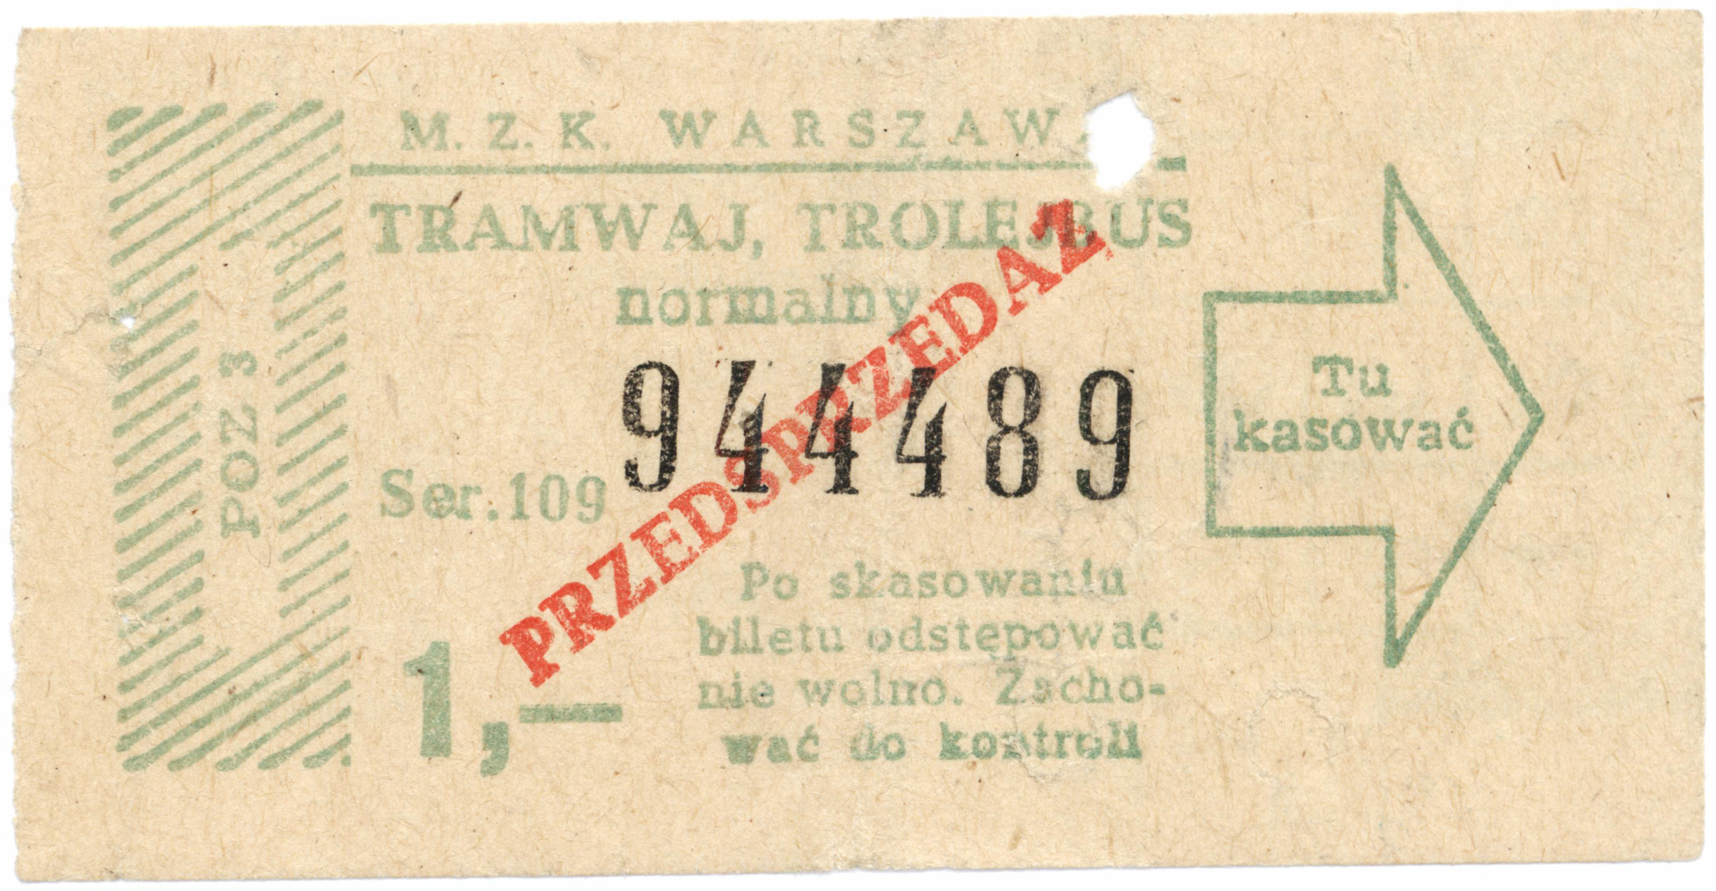 M. Z. K. WARSZAWA
TRAMWAJ, TROLEJBUS
normalny
944489
Ser. 109
PRZEDSPRZEDAŻ
POZ 3
1,—
Po skasowaniu
biletu odstępować
nie wolno. Zacho-
wać do kontroli
Tu
kasować